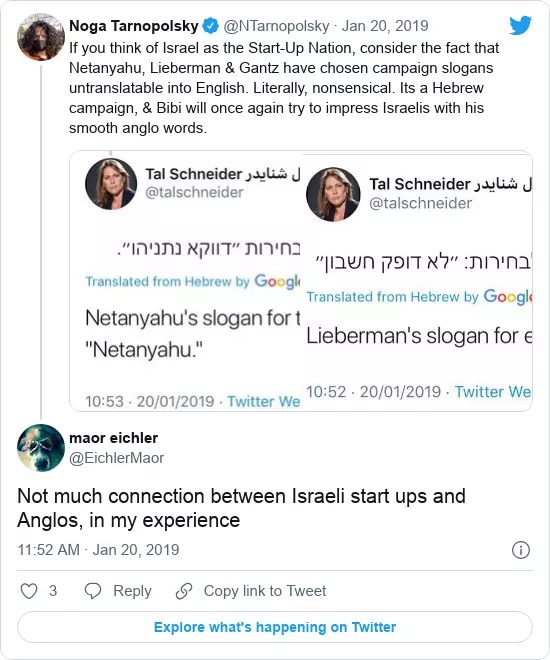 Noga Tarnopolsky @NTarnopolsky · Jan 20, 2019
If you think of Israel as the Start-Up Nation, consider the fact that
Netanyahu, Lieberman & Gantz have chosen campaign slogans
untranslatable into English. Literally, nonsensical. Its a Hebrew
campaign, & Bibi will once again try to impress Israelis with his
smooth anglo words.
Tal Schneider ل شنايدر
@talschneider
בחירות ״דווקא נתניהו״.
Translated from Hebrew by Google
Netanyahu's slogan for t
"Netanyahu."
10:53 · 20/01/2019 · Twitter We
Tal Schneider ل شنايدر
@talschneider
בחירות: ״לא דופק חשבון״
Translated from Hebrew by Google
Lieberman's slogan for e
10:52 · 20/01/2019 · Twitter We
maor eichler
@EichlerMaor
Not much connection between Israeli start ups and
Anglos, in my experience
11:52 AM · Jan 20, 2019
3 Reply Copy link to Tweet
Explore what's happening on Twitter